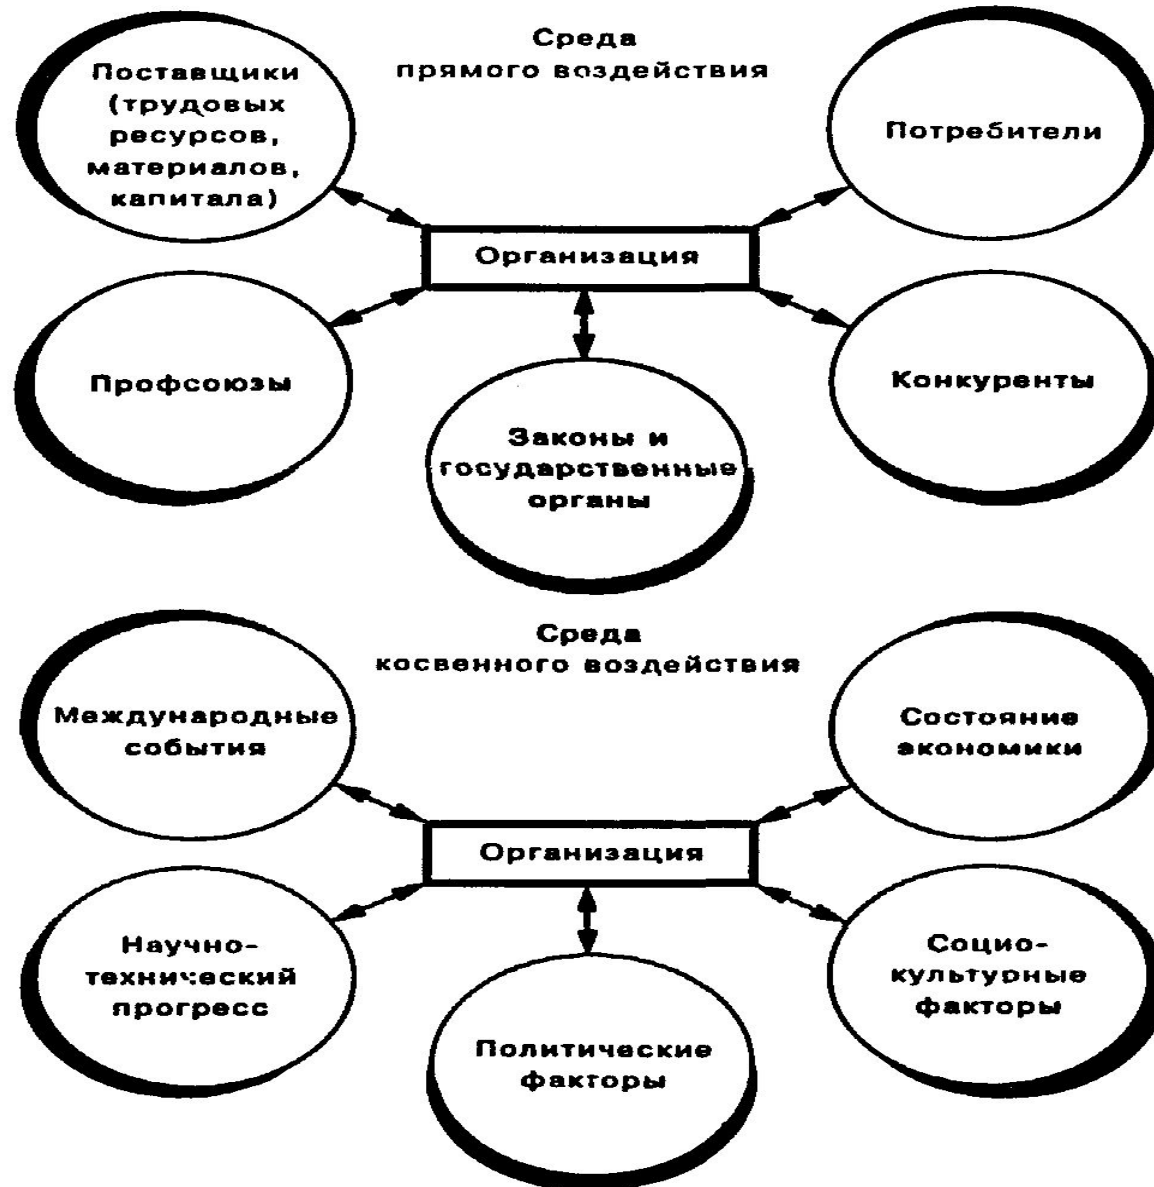 Среда
прямого воздействия
Поставщики
(трудовых
ресурсов,
материалов,
капитала)
Потребители
Организация
Профсоюзы
Конкуренты
Законы и
государственные
органы
Среда
косвенного воздействия
Международные
события
Состояние
экономики
Организация
Научно-
технический
прогресс
Социо-
культурные
факторы
Политические
факторы